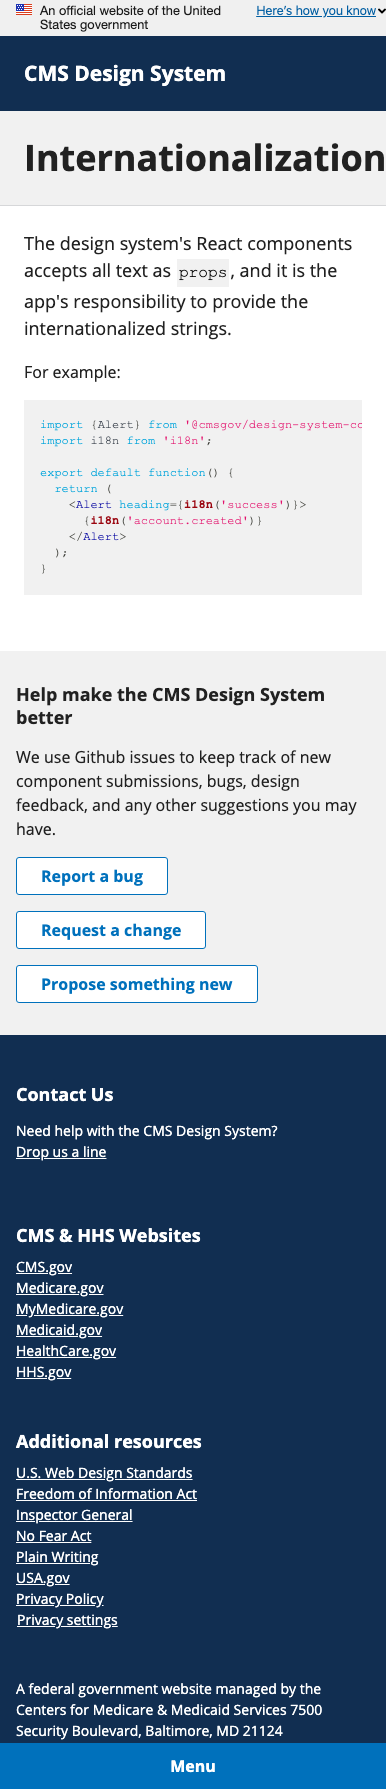 An official website of the United
States government
Here's how you know
CMS Design System
Internationalization
The design system's React components
accepts all text as props, and it is the
app's responsibility to provide the
internationalized strings.
For example:
import {Alert} from '@cmsgov/design-system-co
import i18n from 'i18n';
export default function() {
return (
<Alert heading={i18n('success')}>
{i18n('account.created')}
</Alert>
);
}
Help make the CMS Design System
better
We use Github issues to keep track of new
component submissions, bugs, design
feedback, and any other suggestions you may
have.
Report a bug
Request a change
Propose something new
Contact Us
Need help with the CMS Design System?
Drop us a line
CMS & HHS Websites
CMS.gov
Medicare.gov
MyMedicare.gov
Medicaid.gov
HealthCare.gov
HHS.gov
Additional resources
U.S. Web Design Standards
Freedom of Information Act
Inspector General
No Fear Act
Plain Writing
USA.gov
Privacy Policy
Privacy settings
A federal government website managed by the
Centers for Medicare & Medicaid Services 7500
Security Boulevard, Baltimore, MD 21124
Menu